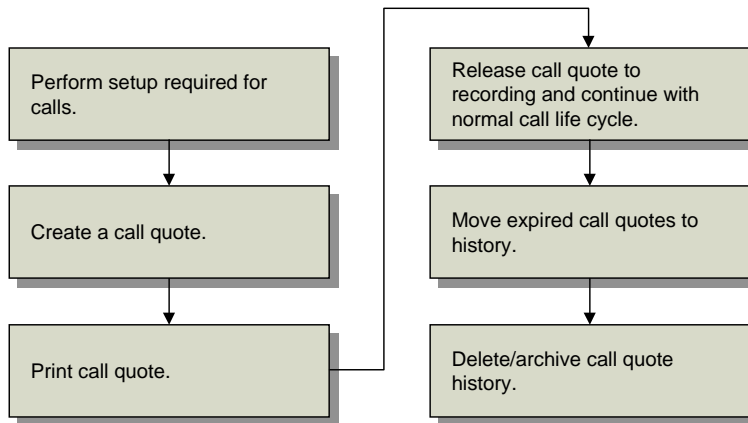 Perform setup required for
calls.
Create a call quote.
Print call quote.
Release call quote to
recording and continue with
normal call life cycle.
Move expired call quotes to
history.
Delete/archive call quote
history.